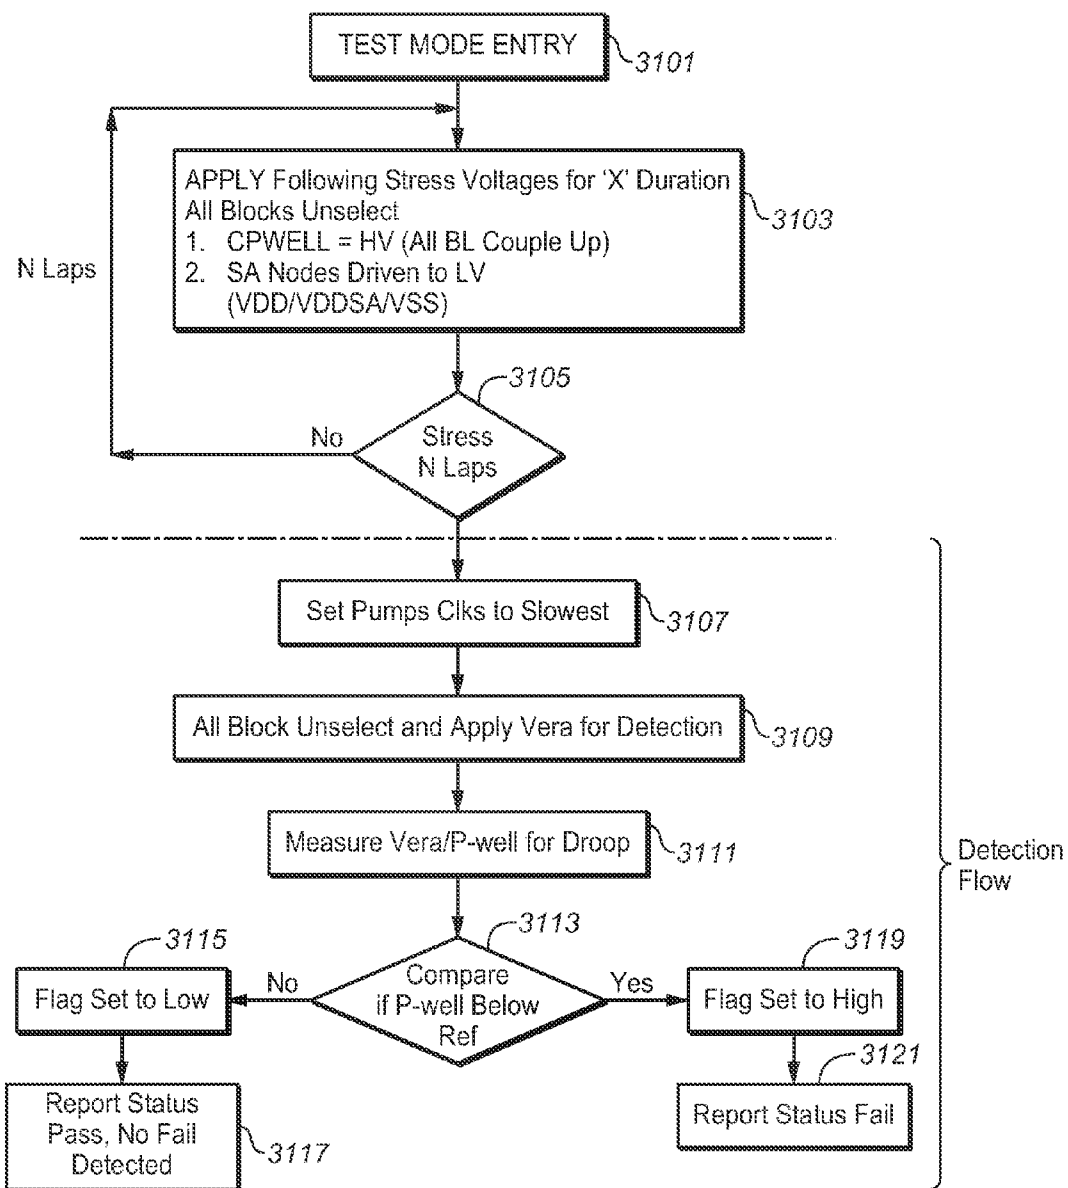 TEST MODE ENTRY
3101
APPLY Following Stress Voltages for 'X' Duration
All Blocks Unselect
1. CPWELL = HV (All BL Couple Up)
2. SA Nodes Driven to LV
(VDD/VDDSA/VSS)
3103
N Laps
3105
Stress
N Laps
No
Set Pumps Clks to Slowest
3107
All Block Unselect and Apply Vera for Detection
3109
Measure Vera/P-well for Droop
3111
Detection
Flow
3113
Compare
if P-well Below
Ref
No
Yes
3115
Flag Set to Low
3119
Flag Set to High
Report Status
Pass, No Fail
Detected
3117
3121
Report Status Fail